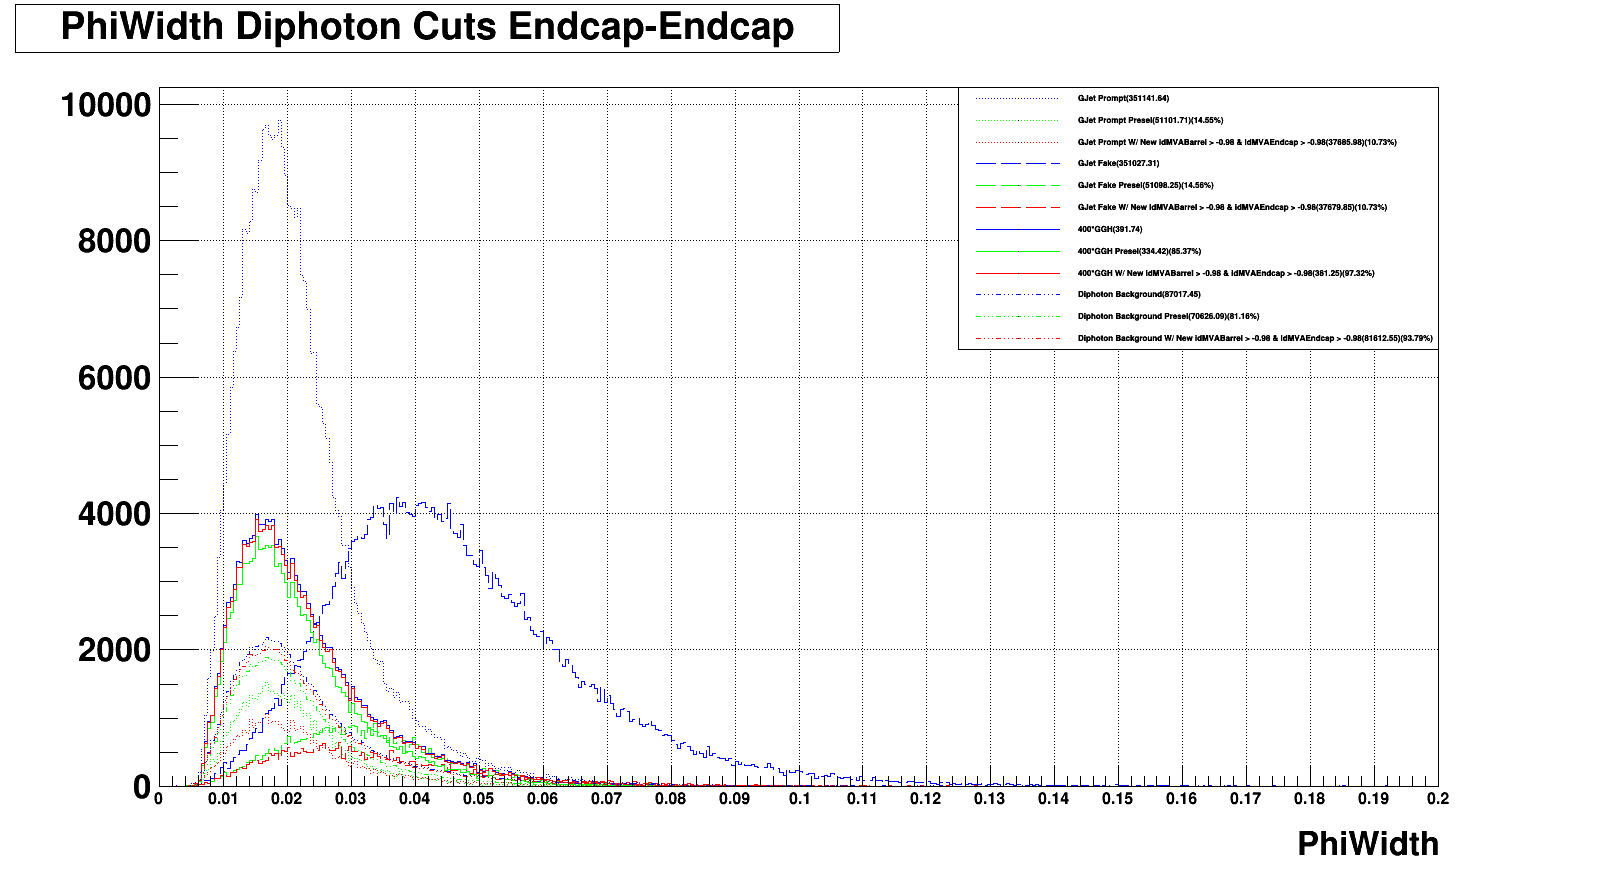 PhiWidth Diphoton Cuts Endcap-Endcap
10000
8000
6000
4000
2000
0
GJet Prompt(351141.64)
GJet Prompt Presel(51101.71)(14.55%)
GJet Prompt W/ New idMVABarrel > -0.98 & idMVAEndcap > -0.98(37685.98)(10.73%)
GJet Fake(351027.31)
GJet Fake Presel(51098.25)(14.56%)
GJet Fake W/ New idMVABarrel > -0.98 & idMVAEndcap > -0.98(37679.85)(10.73%)
400*GGH(391.74)
400*GGH Presel(334.42)(85.37%)
400*GGH W/ New idMVABarrel > -0.98 & idMVAEndcap > -0.98(381.25)(97.32%)
Diphoton Background(87017.45)
Diphoton Background Presel(70626.09)(81.16%)
Diphoton Background W/ New idMVABarrel > -0.98 & idMVAEndcap > -0.98(81612.55)(93.79%)
0 0.01 0.02 0.03 0.04 0.05 0.06 0.07 0.08 0.09 0.1 0.11 0.12 0.13 0.14 0.15 0.16 0.17 0.18 0.19 0.2
PhiWidth